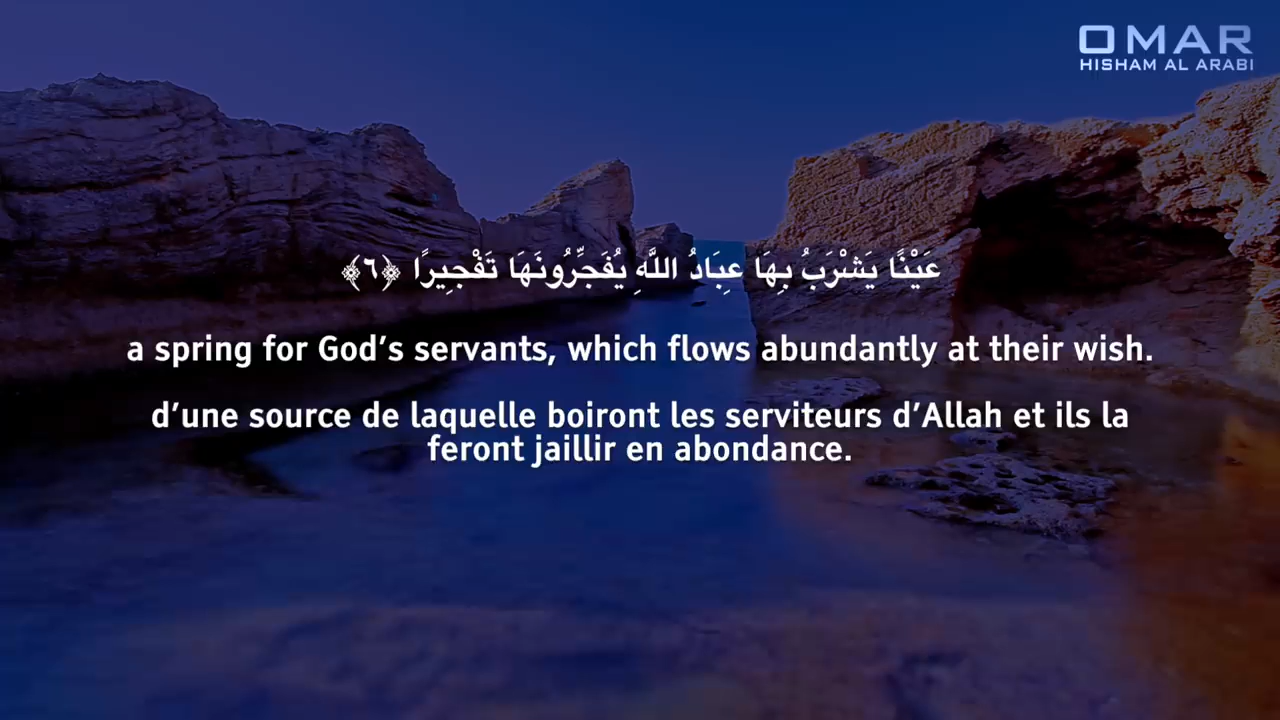 OMAR
HISHAM AL ARABI
عَيْنًا يَشْرَبُ بِهَا عِبَادُ اللَّهِ يُفَجِّرُونَهَا تَفْجِيرًا ﴿٦﴾
a spring for God’s servants, which flows abundantly at their wish.
d’une source de laquelle boiront les serviteurs d’Allah et ils la
feront jaillir en abondance.